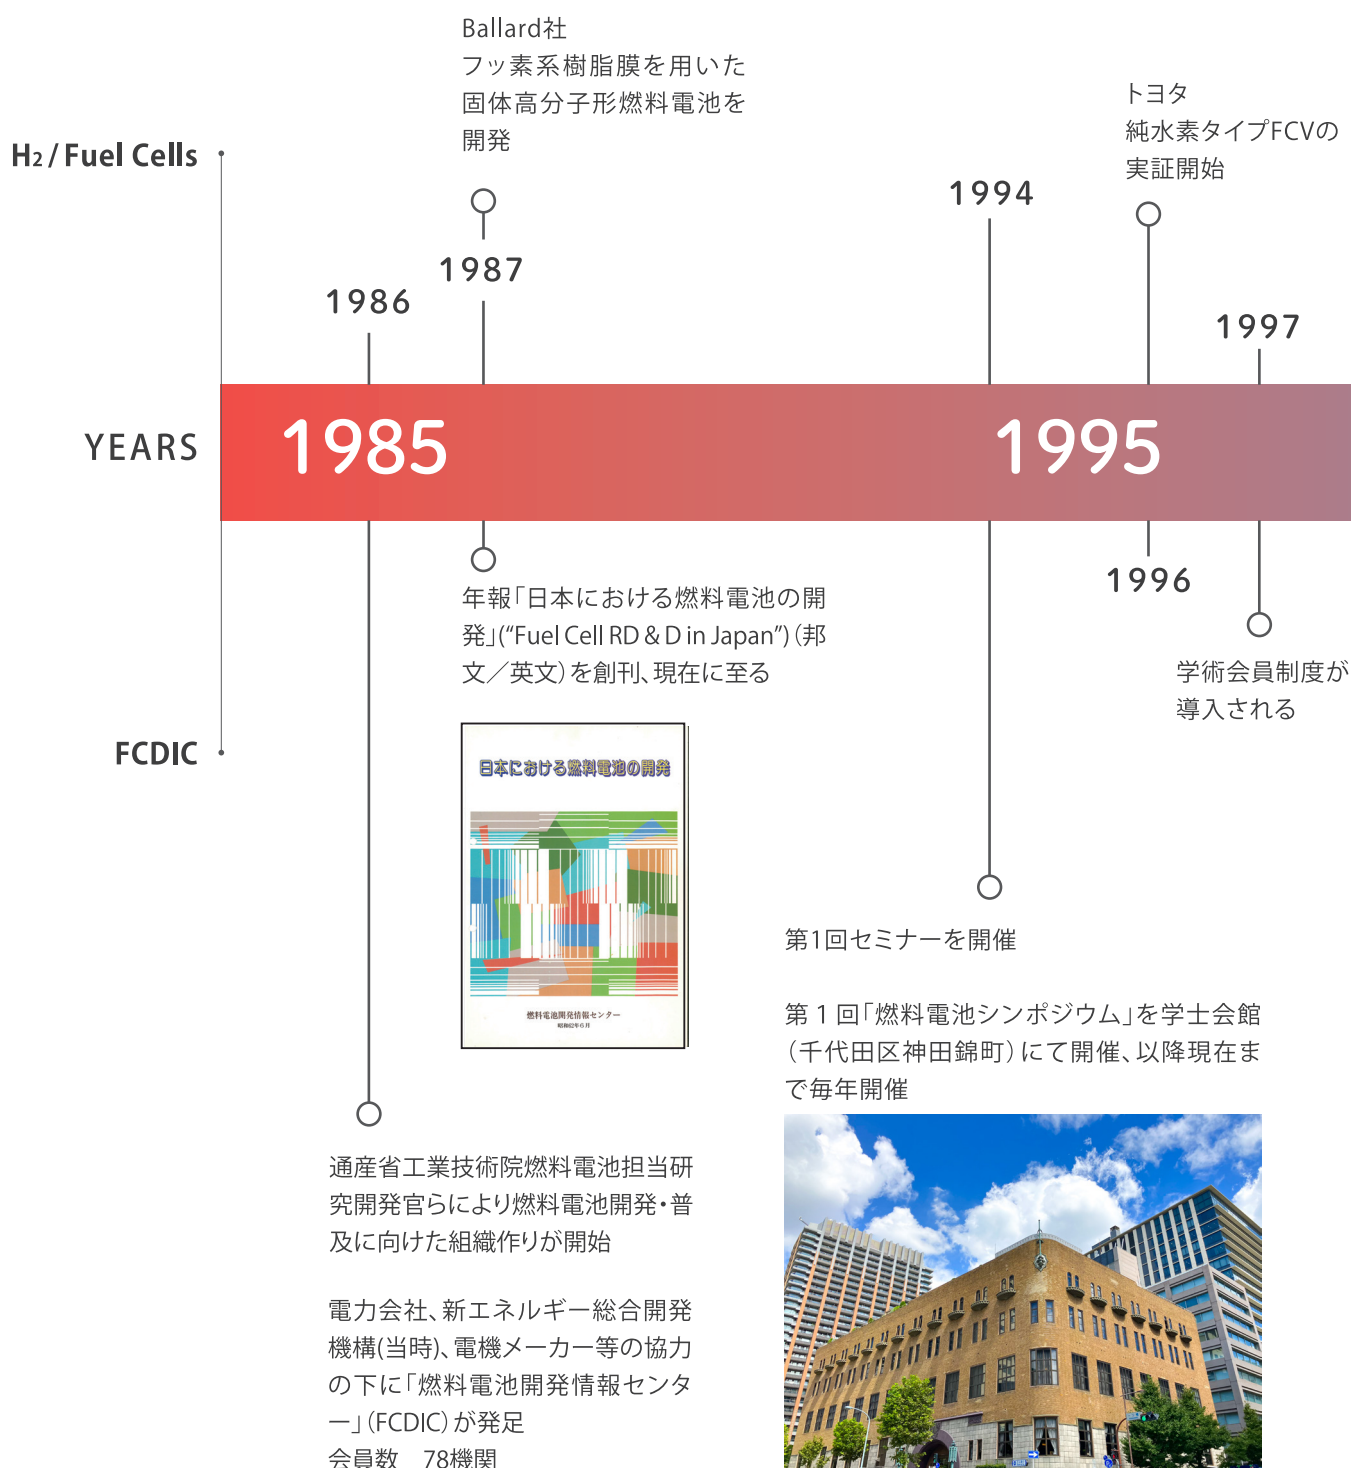 Ballard社
フッ素系樹脂膜を用いた
固体高分子形燃料電池を
開発
トヨタ
純水素タイプFCVの
実証開始
H2 / Fuel Cells
1994
1987
1986
1997
YEARS
1985
1995
1996
年報「日本における燃料電池の開
発」(“Fuel Cell RD & D in Japan”)（邦
文／英文）を創刊、現在に至る
学術会員制度が
導入される
FCDIC
日本における燃料電池の開発
燃料電池開発情報センター
昭和62年6月
第1回セミナーを開催
第１回「燃料電池シンポジウム」を学士会館
（千代田区神田錦町）にて開催、以降現在ま
で毎年開催
通産省工業技術院燃料電池担当研
究開発官らにより燃料電池開発・普
及に向けた組織作りが開始
電力会社、新エネルギー総合開発
機構(当時)、電機メーカー等の協力
の下に「燃料電池開発情報センタ
ー」（FCDIC）が発足
会員数　78機関